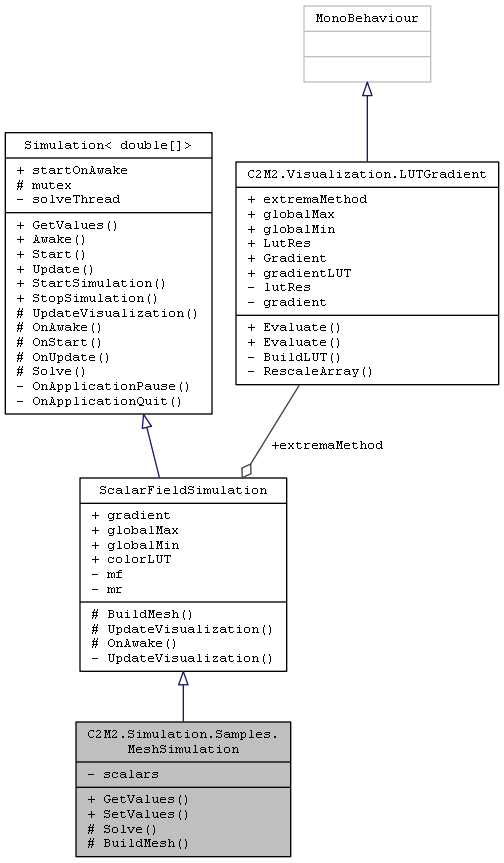 MonoBehaviour
Simulation< double[]>
+ startOnAwake
# mutex
- solveThread
+ GetValues()
+ Awake()
+ Start()
+ Update()
+ StartSimulation()
+ StopSimulation()
# UpdateVisualization()
# OnAwake()
# OnStart()
# OnUpdate()
# Solve()
- OnApplicationPause()
- OnApplicationQuit()
C2M2.Visualization.LUTGradient
+ extremaMethod
+ globalMax
+ globalMin
+ LutRes
+ Gradient
+ gradientLUT
- lutRes
- gradient
+ Evaluate()
+ Evaluate()
- BuildLUT()
- RescaleArray()
+extremaMethod
ScalarFieldSimulation
+ gradient
+ globalMax
+ globalMin
+ colorLUT
- mf
- mr
# BuildMesh()
# UpdateVisualization()
# OnAwake()
- UpdateVisualization()
C2M2.Simulation.Samples.
MeshSimulation
- scalars
+ GetValues()
+ SetValues()
# Solve()
# BuildMesh()